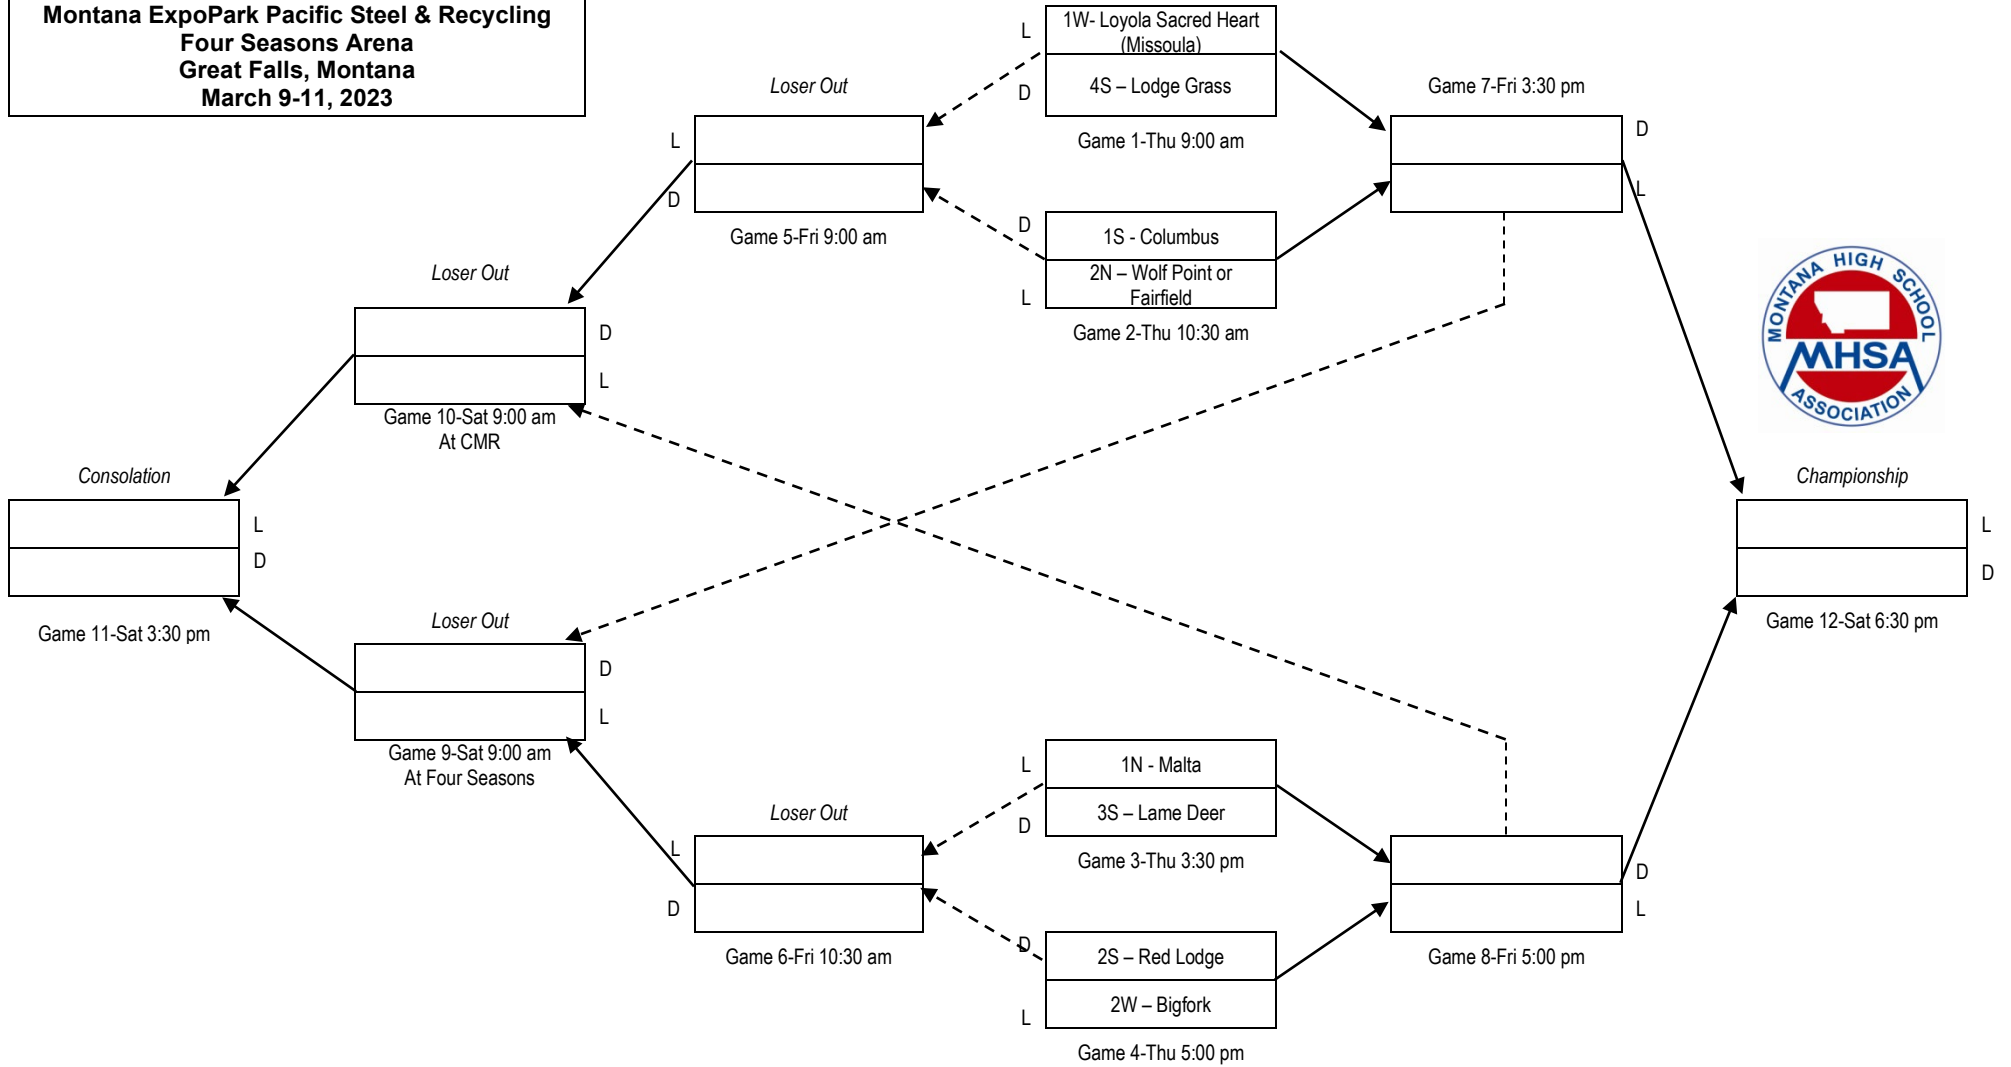 Montana ExpoPark Pacific Steel & Recycling
Four Seasons Arena
Great Falls, Montana
March 9-11, 2023
L
1W- Loyola Sacred Heart
(Missoula)
D
4S – Lodge Grass
Game 1-Thu 9:00 am
Loser Out
L
D
Game 5-Fri 9:00 am
Game 7-Fri 3:30 pm
D
L
D
1S - Columbus
2N – Wolf Point or
Fairfield
L
Game 2-Thu 10:30 am
Loser Out
D
L
Game 10-Sat 9:00 am
At CMR
MONTANA HIGH SCHOOL
MHSA
ASSOCIATION
Consolation
L
D
Game 11-Sat 3:30 pm
Championship
L
D
Game 12-Sat 6:30 pm
Loser Out
D
L
Game 9-Sat 9:00 am
At Four Seasons
L
1N - Malta
D
3S – Lame Deer
Game 3-Thu 3:30 pm
Loser Out
L
D
Game 6-Fri 10:30 am
D
L
Game 8-Fri 5:00 pm
D
2S – Red Lodge
2W – Bigfork
L
Game 4-Thu 5:00 pm